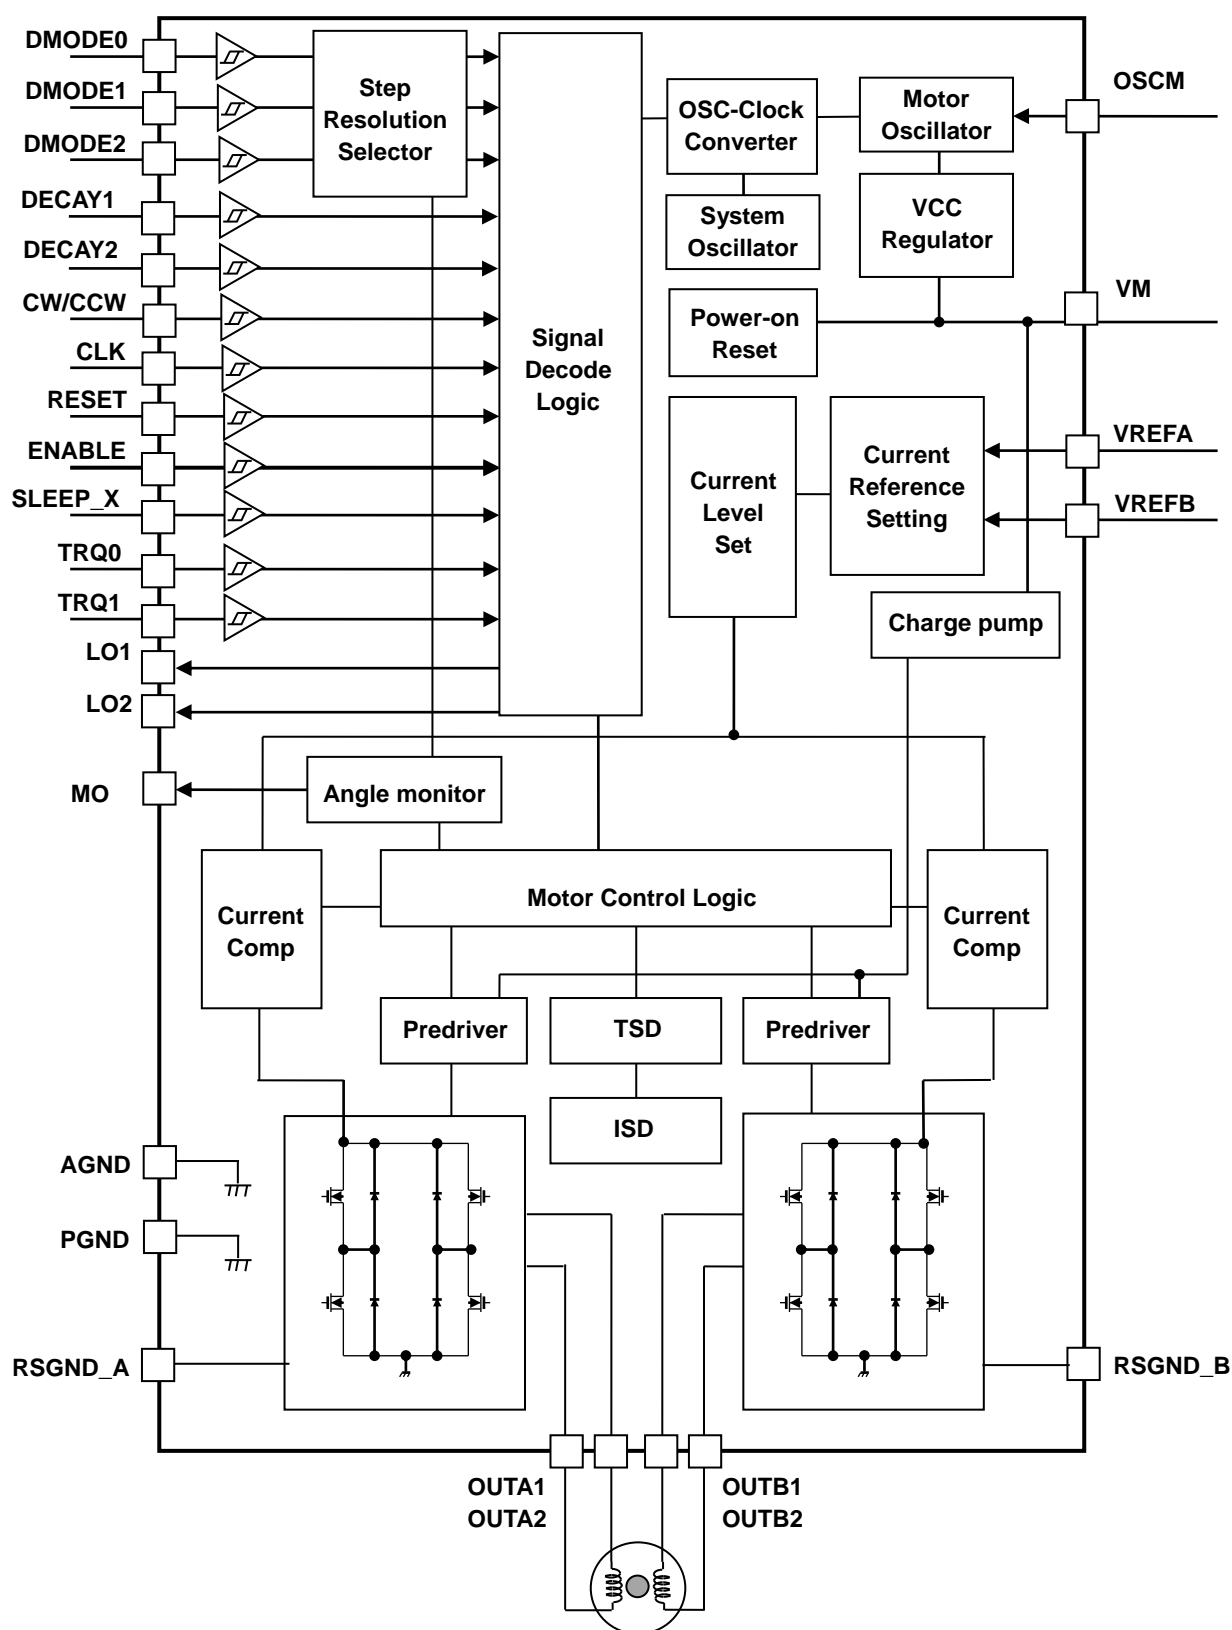 DMODE0
DMODE1
DMODE2
DECAY1
DECAY2
CW/CCW
CLK
RESET
ENABLE
SLEEP_X
TRQ0
TRQ1
LO1
LO2
MO
AGND
PGND
RSGND_A
Step
Resolution
Selector
Signal
Decode
Logic
OSC-Clock
Converter
Motor
Oscillator
System
Oscillator
VCC
Regulator
Power-on
Reset
Current
Level
Set
Current
Reference
Setting
Charge pump
OSCM
VM
VREFA
VREFB
Angle monitor
Motor Control Logic
Current
Comp
Current
Comp
Predriver
TSD
Predriver
ISD
RSGND_B
OUTA1
OUTA2
OUTB1
OUTB2